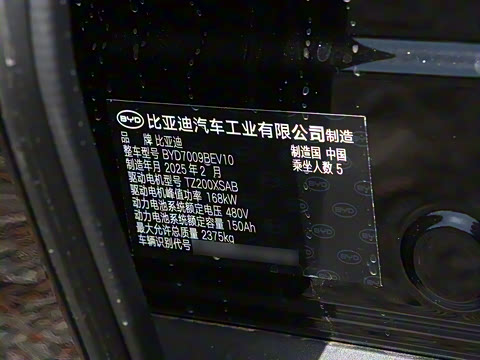 BYD 比亚迪汽车工业有限公司制造
品 牌 比亚迪 制造国 中国
整车型号 BYD7009BEV10 乘坐人数 5
制造年月 2025 年 2 月
驱动电机型号 TZ200XSAB
驱动电机峰值功率 168kW
动力电池系统额定电压 480V
动力电池系统额定容量 150Ah
最大允许总质量 2375kg
车辆识别代号